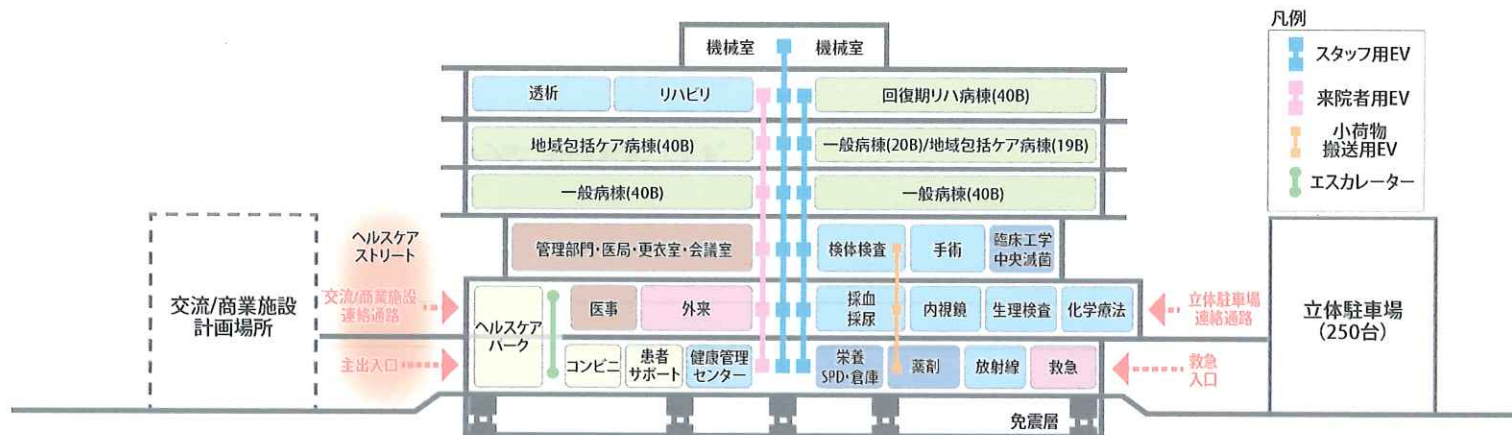 凡例
スタッフ用EV
来院者用EV
小荷物
搬送用EV
エスカレーター
機械室
機械室
透析
リハビリ
回復期リハ病棟(40B)
地域包括ケア病棟(40B)
一般病棟(20B)/地域包括ケア病棟(19B)
一般病棟(40B)
一般病棟(40B)
管理部門・医局・更衣室・会議室
検体検査
手術
臨床工学
中央滅菌
ヘルスケア
ストリート
交流/商業施設
連絡通路
主出入口
交流/商業施設
計画場所
ヘルスケア
パーク
医事
外来
採血
採尿
内視鏡
生理検査
化学療法
立体駐車場
連絡通路
コンビニ
患者
サポート
健康管理
センター
栄養
SPD・倉庫
薬剤
放射線
救急
救急
入口
立体駐車場
(250台)
免震層